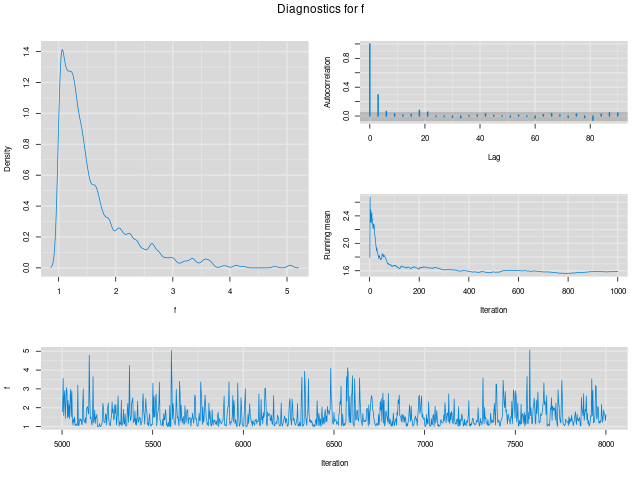 Diagnostics for f
Density
0.0 0.2 0.4 0.6 0.8 1.0 1.2 1.4
1 2 3 4 5
f
Autocorrelation
0.0 0.4 0.8
0 20 40 60 80
Lag
Running mean
1.6 2.0 2.4
0 200 400 600 800 1000
Iteration
f
1 2 3 4 5
5000 5500 6000 6500 7000 7500 8000
Iteration